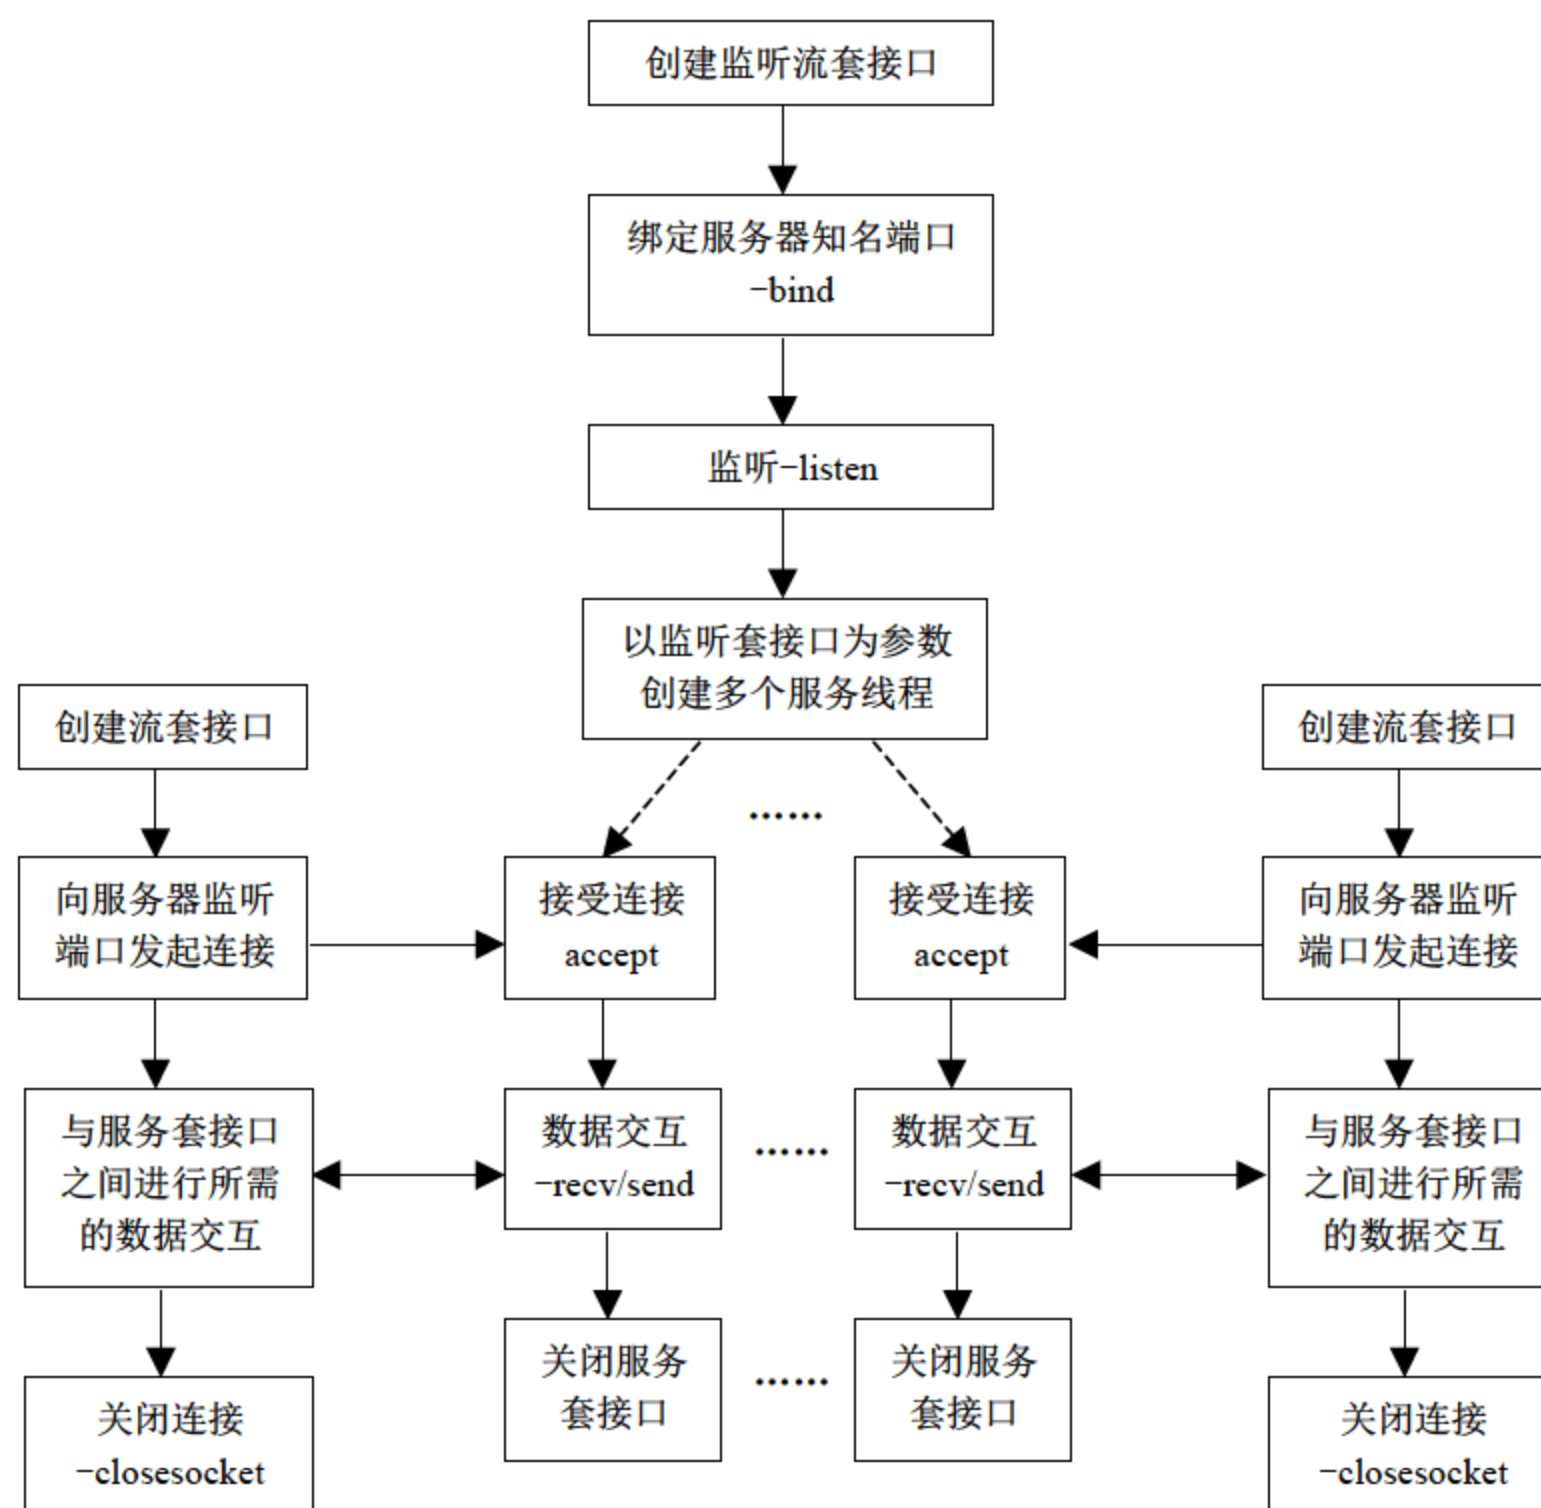 创建监听流套接口
绑定服务器知名端口
-bind
监听-listen
以监听套接口为参数
创建多个服务线程
创建流套接口
创建流套接口
……
向服务器监听
端口发起连接
接受连接
accept
接受连接
accept
向服务器监听
端口发起连接
与服务套接口
之间进行所需
的数据交互
数据交互
-recv/send
……
数据交互
-recv/send
与服务套接口
之间进行所需
的数据交互
关闭连接
-closesocket
关闭服务
套接口
……
关闭服务
套接口
关闭连接
-closesocket